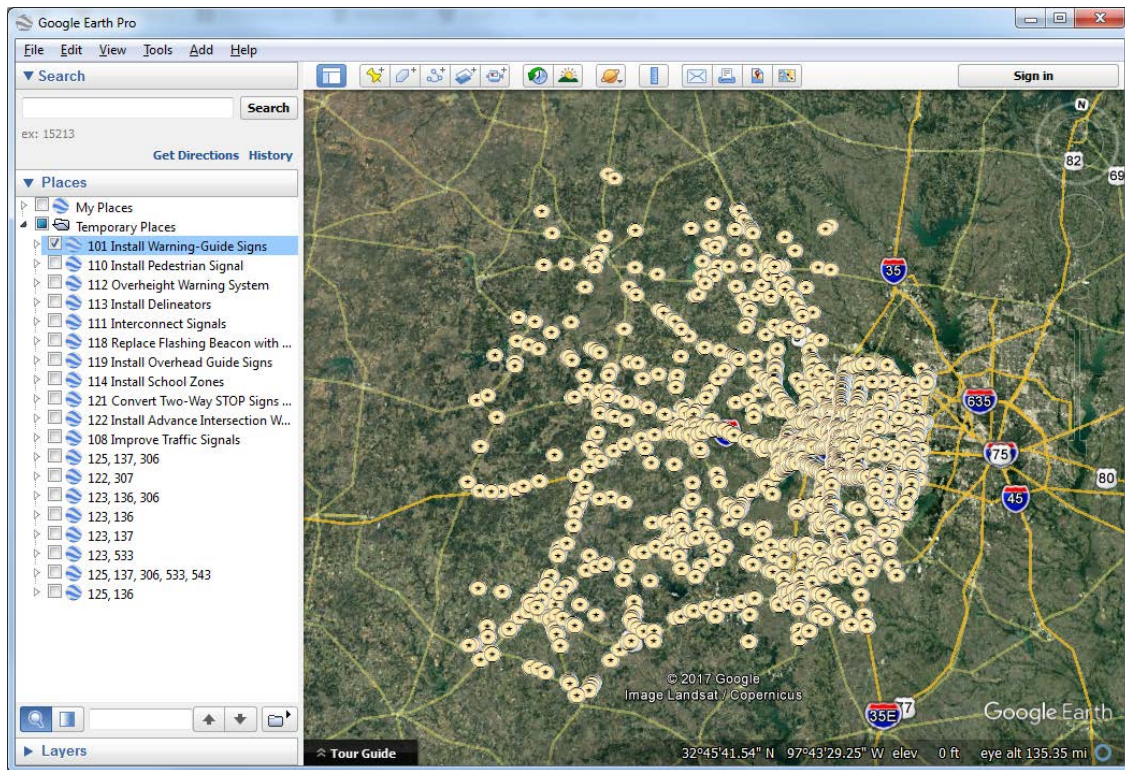 Google Earth Pro
File Edit View Tools Add Help
Search
Search
ex: 15213
Get Directions History
Places
My Places
Temporary Places
101 Install Warning-Guide Signs
110 Install Pedestrian Signal
112 Overheight Warning System
113 Install Delineators
111 Interconnect Signals
118 Replace Flashing Beacon with ...
119 Install Overhead Guide Signs
114 Install School Zones
121 Convert Two-Way STOP Signs ...
122 Install Advance Intersection W...
108 Improve Traffic Signals
125, 137, 306
122, 307
123, 136, 306
123, 136
123, 137
123, 533
125, 137, 306, 533, 543
125, 136
Layers
Sign in
N
82
69
35
635
75
80
45
© 2017 Google
Image Landsat / Copernicus
35E
77
Google Earth
Tour Guide
32°45'41.54" N 97°43'29.25" W elev 0 ft eye alt 135.35 mi